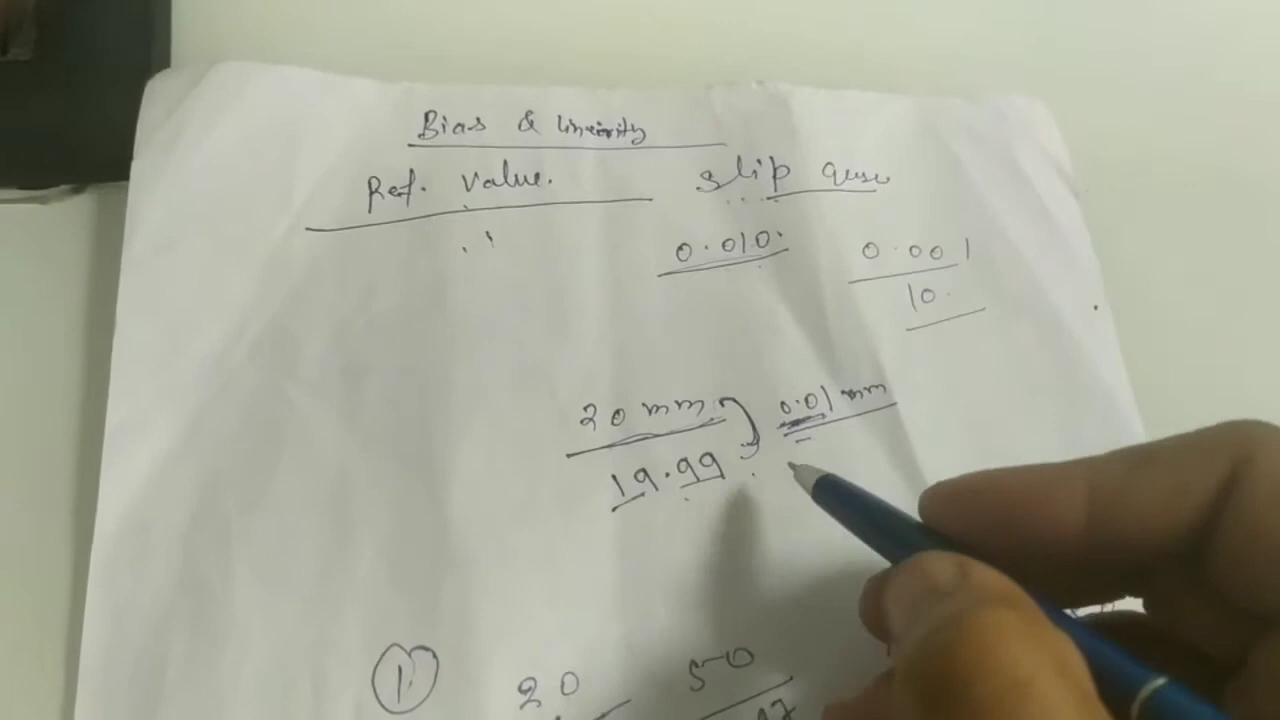 Bias & linearity
Ref. value.
slip
0.010.
0.001
10.
20 mm
0.01 mm
19.99
1
20
50